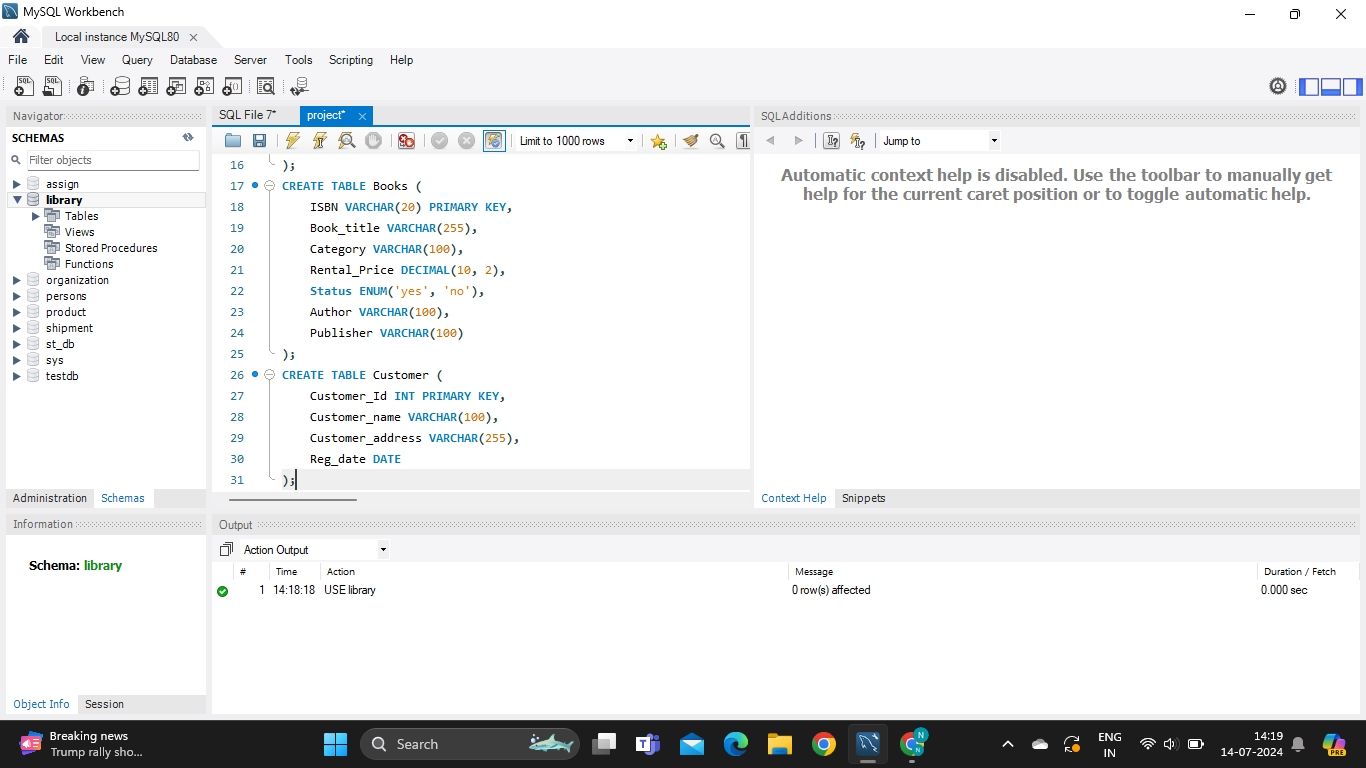 MySQL Workbench
Local instance MySQL80
File Edit View Query Database Server Tools Scripting Help
Navigator
SCHEMAS
Filter objects
assign
library
Tables
Views
Stored Procedures
Functions
organization
persons
product
shipment
st_db
sys
testdb
Administration Schemas
Information
Schema: library
Object Info Session
SQL File 7* project*
Limit to 1000 rows
16 );
17 CREATE TABLE Books (
18 ISBN VARCHAR(20) PRIMARY KEY,
19 Book_title VARCHAR(255),
20 Category VARCHAR(100),
21 Rental_Price DECIMAL(10, 2),
22 Status ENUM('yes', 'no'),
23 Author VARCHAR(100),
24 Publisher VARCHAR(100)
25 );
26 CREATE TABLE Customer (
27 Customer_Id INT PRIMARY KEY,
28 Customer_name VARCHAR(100),
29 Customer_address VARCHAR(255),
30 Reg_date DATE
31 );
SQLAdditions
Jump to
Automatic context help is disabled. Use the toolbar to manually get
help for the current caret position or to toggle automatic help.
Context Help Snippets
Output
Action Output
# Time Action Message Duration / Fetch
1 14:18:18 USE library 0 row(s) affected 0.000 sec
Breaking news
Trump rally sho...
Search
ENG
IN
14:19
14-07-2024